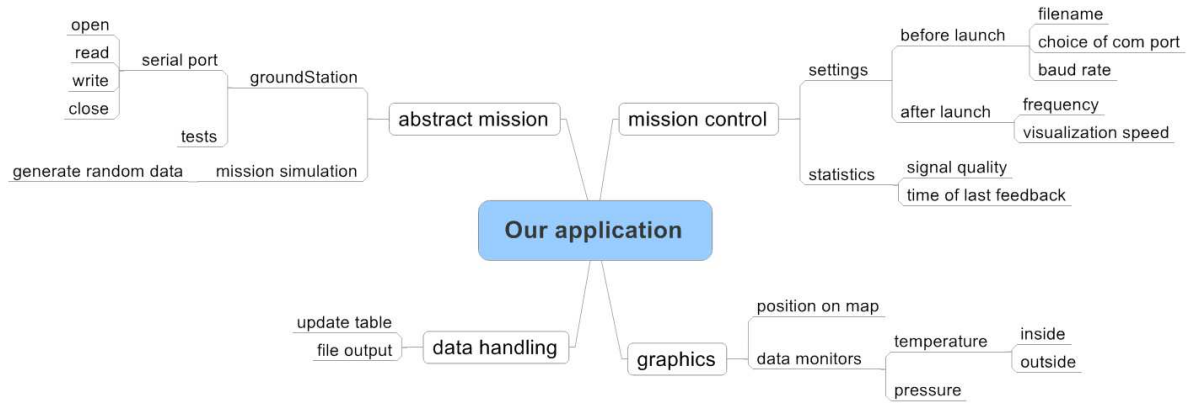 open
read
write
close
serial port
tests
groundStation
generate random data
mission simulation
abstract mission
mission control
settings
before launch
filename
choice of com port
baud rate
after launch
frequency
visualization speed
statistics
signal quality
time of last feedback
Our application
update table
file output
data handling
graphics
position on map
data monitors
temperature
inside
outside
pressure